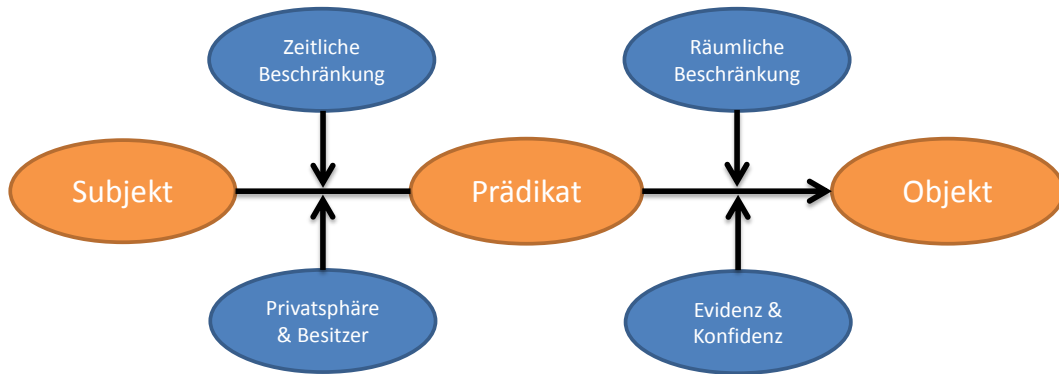 Zeitliche
Beschränkung
Räumliche
Beschränkung
Subjekt
Prädikat
Objekt
Privatsphäre
& Besitzer
Evidenz &
Konfidenz